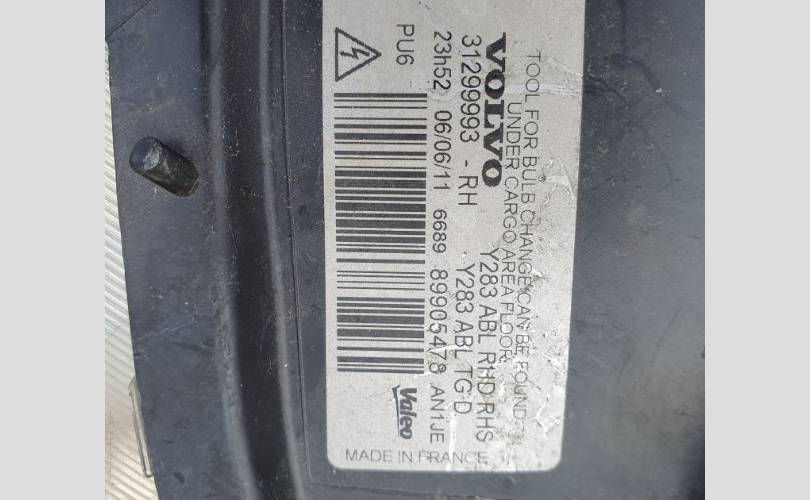 TOOL FOR BULB CHANGE CAN BE FOUND
UNDER CARGO AREA FLOOR
VOLVO Y283 ABL RHD RHS
31299993 - RH Y283 ABL TG D
23h52 06/06/11 6689 89905478 AN1JE
PU6
Valeo
MADE IN FRANCE